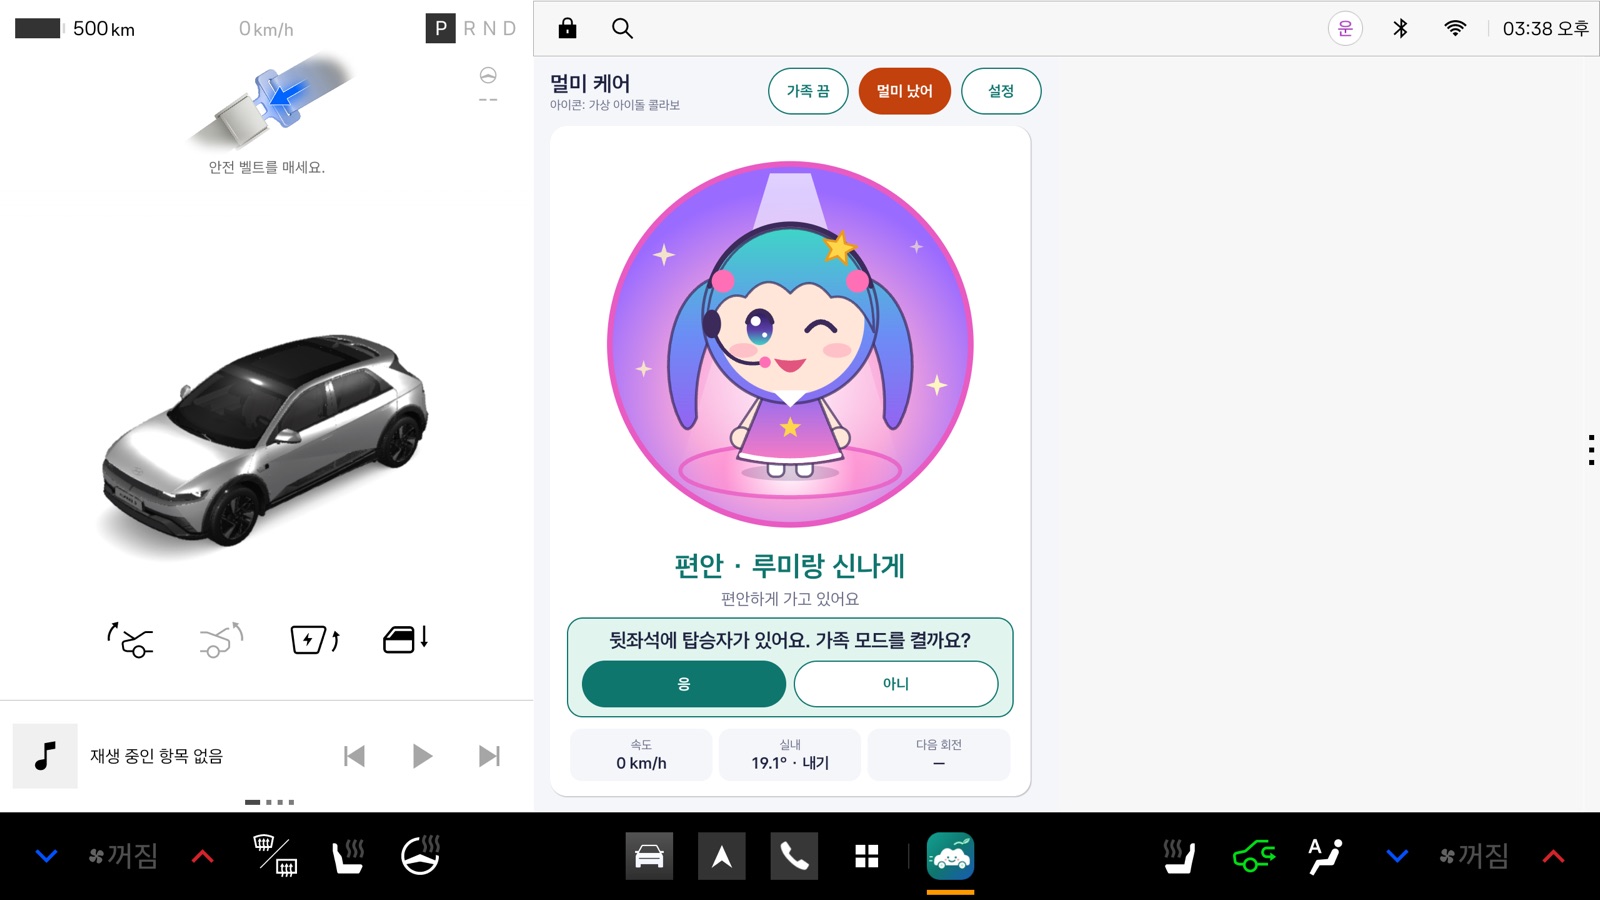 500 km
0 km/h
P R N D
운
03:38 오후
--
안전 벨트를 매세요.
멀미 케어
아이콘: 가상 아이돌 콜라보
가족 끔
멀미 났어
설정
편안 · 루미랑 신나게
편안하게 가고 있어요
뒷좌석에 탑승자가 있어요. 가족 모드를 켤까요?
응
아니
속도
0 km/h
실내
19.1° · 내기
다음 회전
—
재생 중인 항목 없음
꺼짐
A
꺼짐